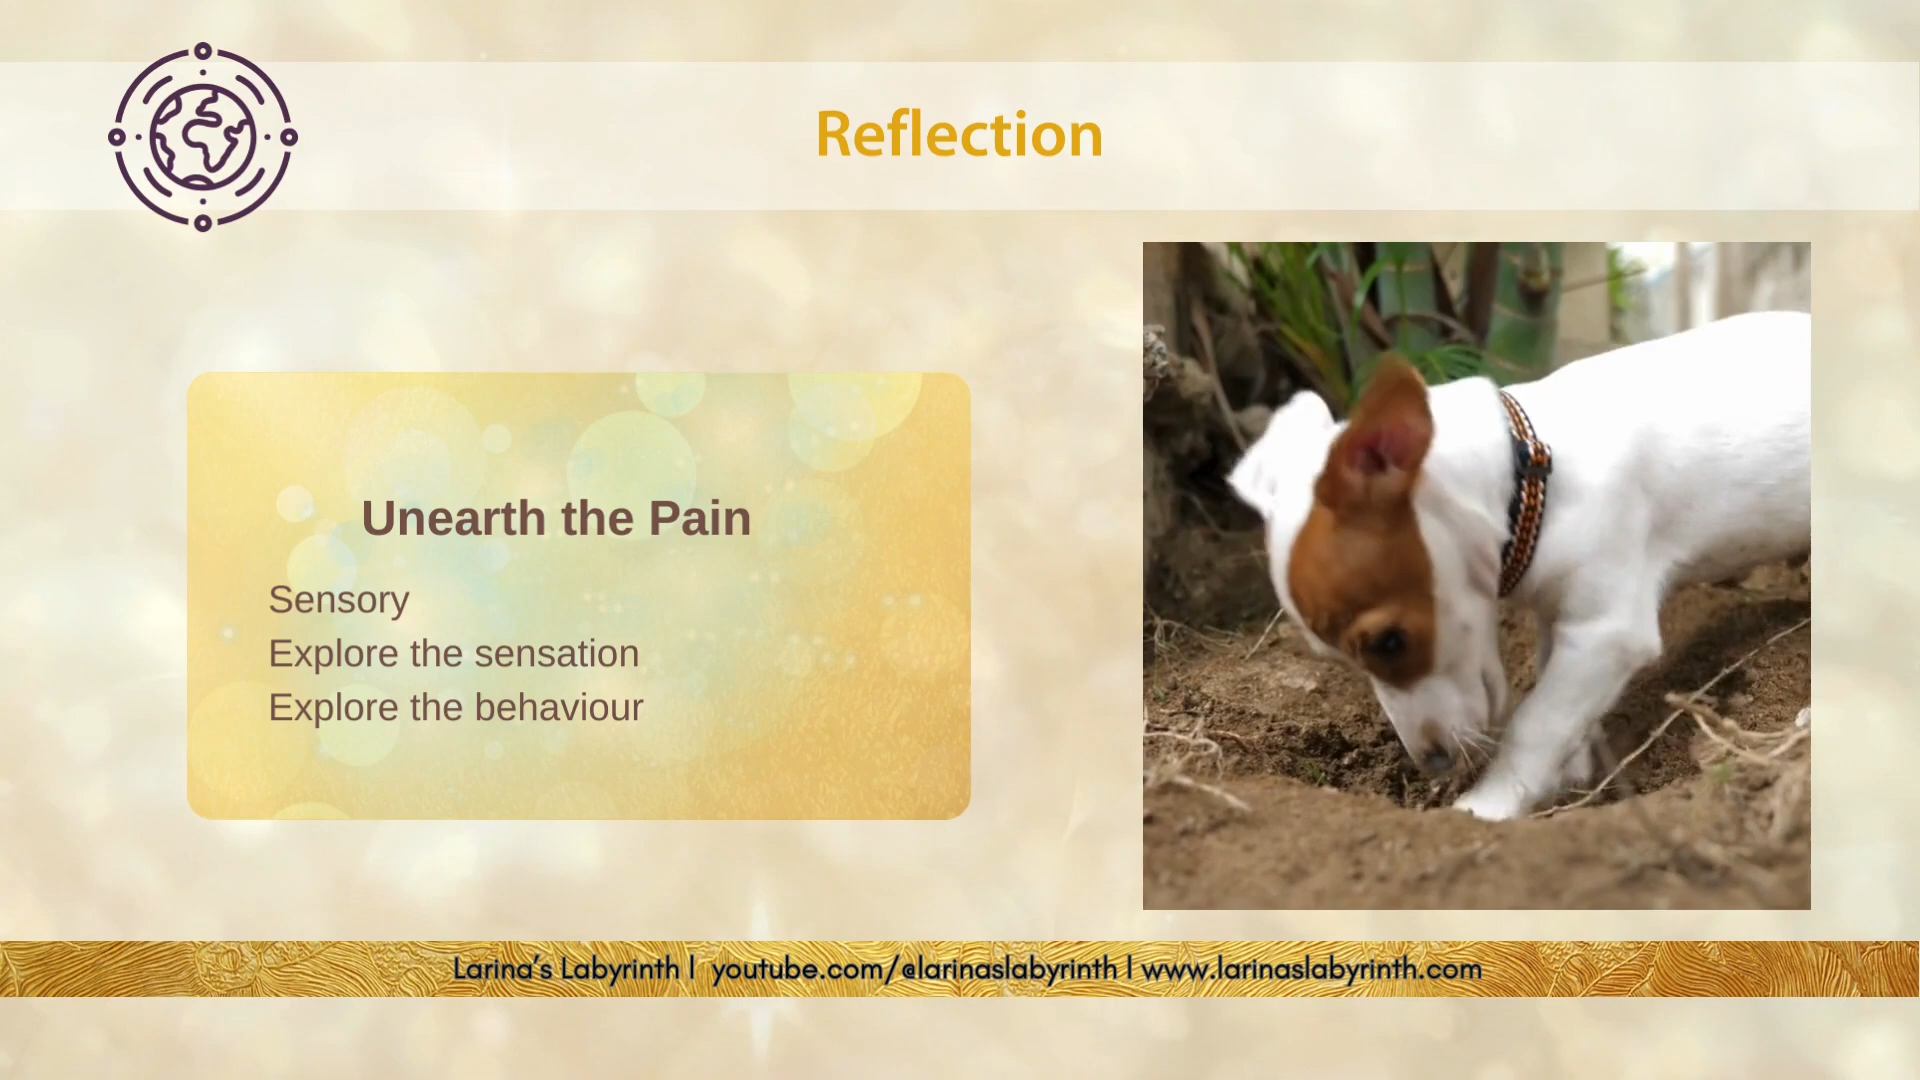 Reflection
Unearth the Pain
Sensory
Explore the sensation
Explore the behaviour
Larina's Labyrinth | youtube.com/@larinaslabyrinth | www.larinaslabyrinth.com